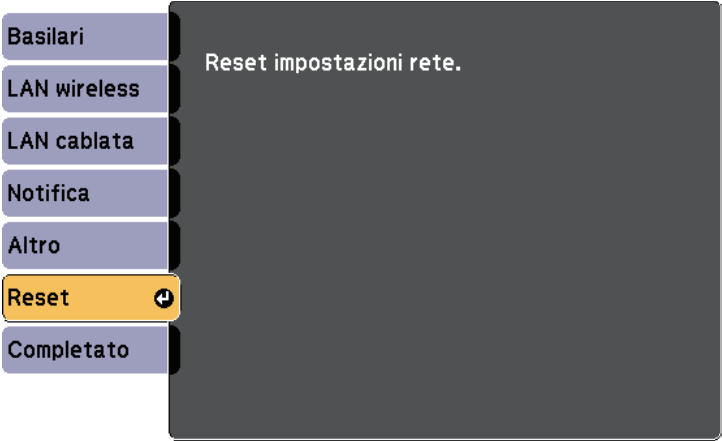 Basilari
LAN wireless
LAN cablata
Notifica
Altro
Reset
Completato
Reset impostazioni rete.